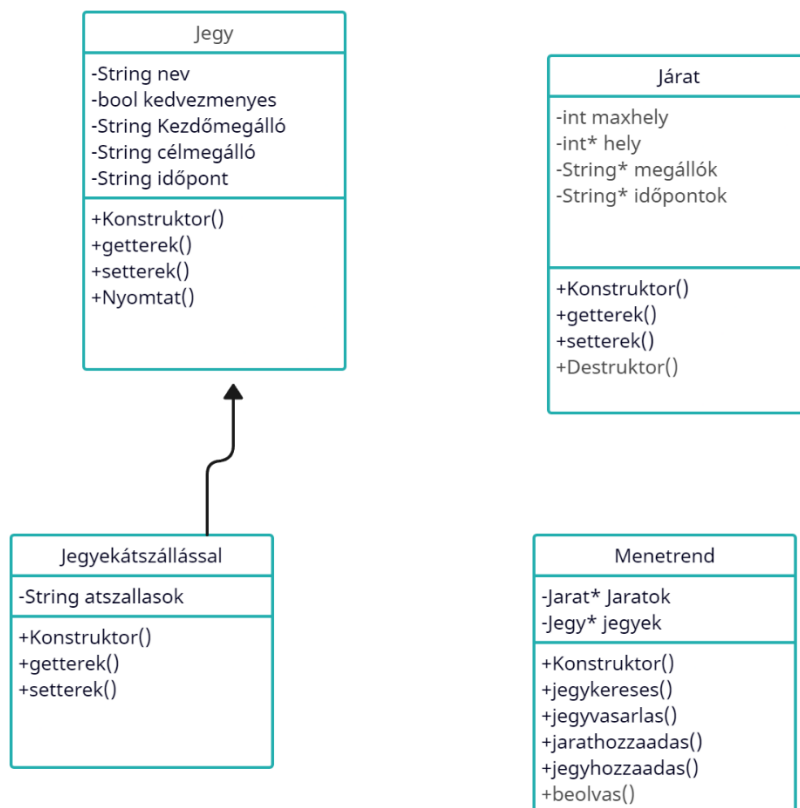 Jegy
-String nev
-bool kedvezmenyes
-String Kezdőmegálló
-String célmegálló
-String időpont
+Konstruktor()
+getterek()
+setterek()
+Nyomtat()
Járat
-int maxhely
-int* hely
-String* megállók
-String* időpontok
+Konstruktor()
+getterek()
+setterek()
+Destruktor()
Jegyekátszállással
-String atszallasok
+Konstruktor()
+getterek()
+setterek()
Menetrend
-Jarat* Jaratok
-Jegy* jegyek
+Konstruktor()
+jegykereses()
+jegyvasarlas()
+jarathozzaadas()
+jegyhozzaadas()
+beolvas()